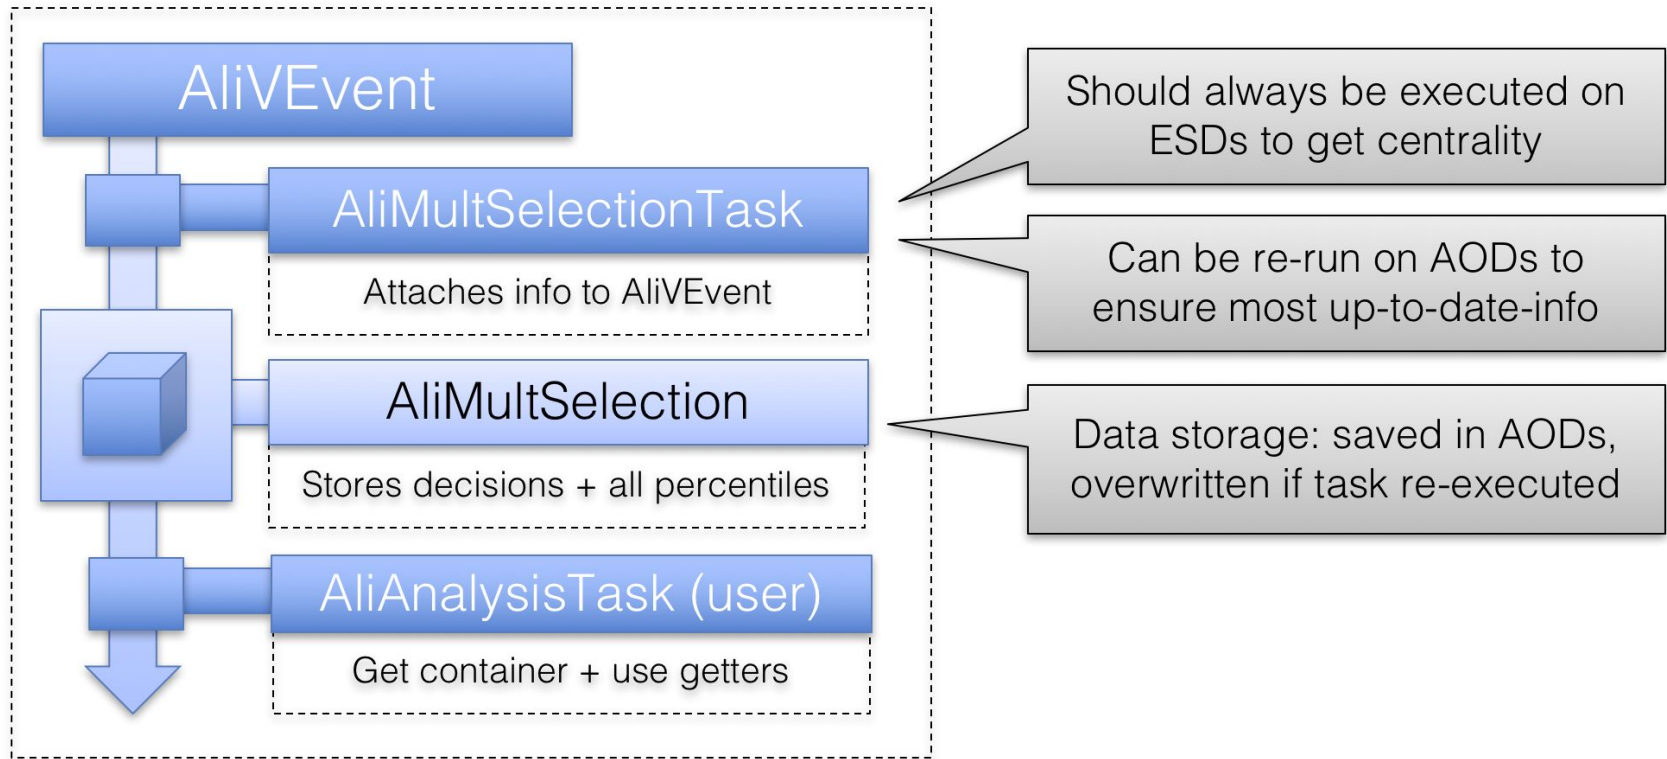 AliVEvent
AliMultSelectionTask
Attaches info to AliVEvent
AliMultSelection
Stores decisions + all percentiles
AliAnalysisTask (user)
Get container + use getters
Should always be executed on
ESDs to get centrality
Can be re-run on AODs to
ensure most up-to-date-info
Data storage: saved in AODs,
overwritten if task re-executed